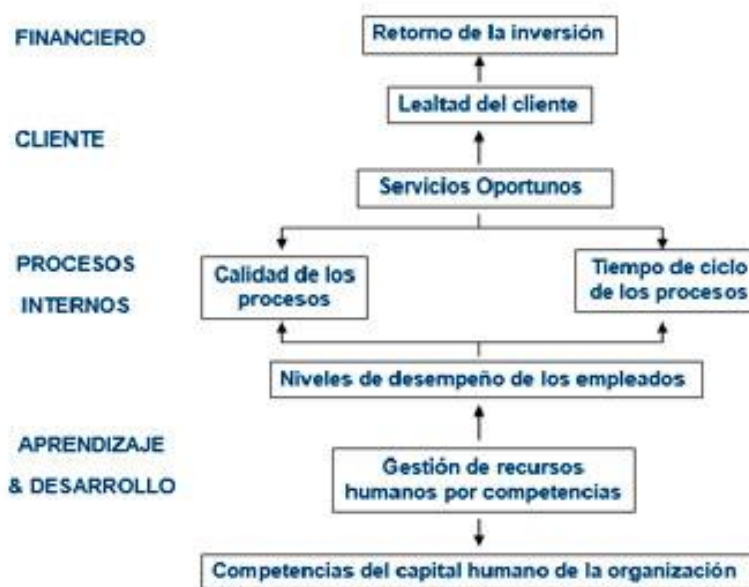 FINANCIERO
Retorno de la inversión
Lealtad del cliente
CLIENTE
Servicios Oportunos
PROCESOS
INTERNOS
Calidad de los
procesos
Tiempo de ciclo
de los procesos
Niveles de desempeño de los empleados
APRENDIZAJE
& DESARROLLO
Gestión de recursos
humanos por competencias
Competencias del capital humano de la organización